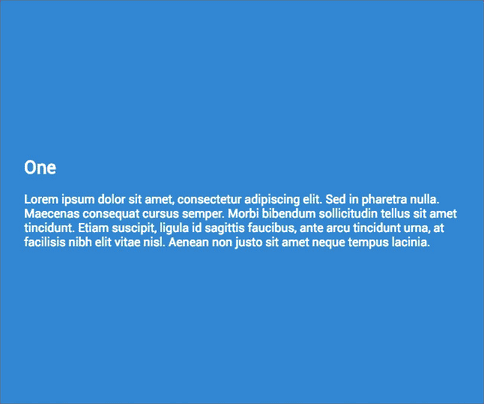 One
Lorem ipsum dolor sit amet, consectetur adipiscing elit. Sed in pharetra nulla.
Maecenas consequat cursus semper. Morbi bibendum sollicitudin tellus sit amet
tincidunt. Etiam suscipit, ligula id sagittis faucibus, ante arcu tincidunt urna, at
facilisis nibh elit vitae nisl. Aenean non justo sit amet neque tempus lacinia.